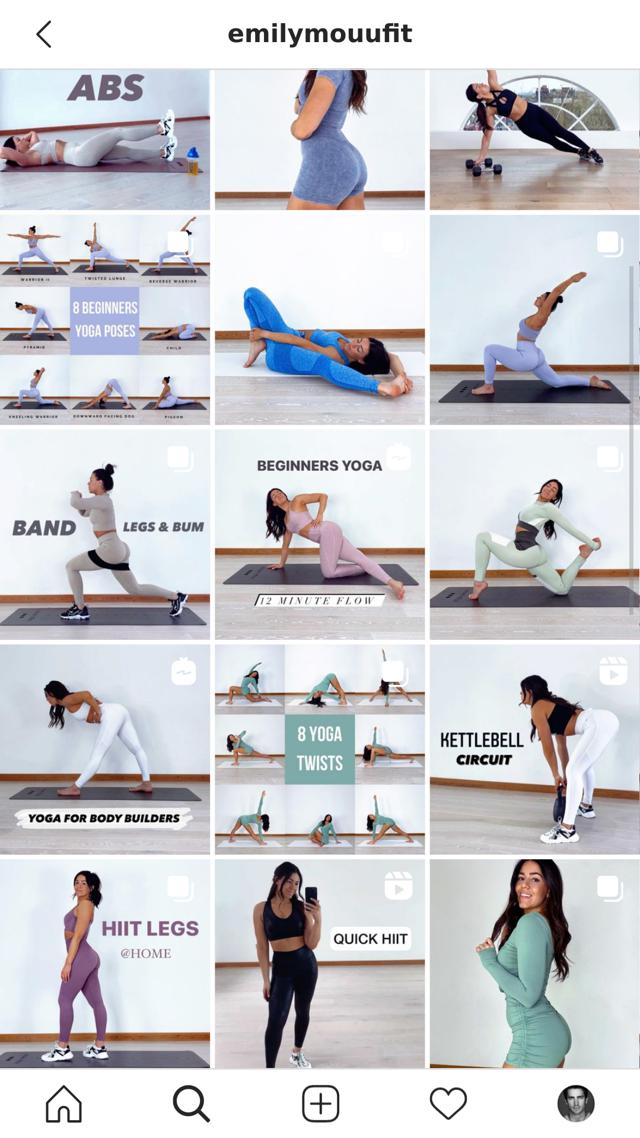 emilymouufit
ABS
WARRIOR II
TWISTED LUNGE
REVERSE WARRIOR
8 BEGINNERS
YOGA POSES
PYRAMID
CHILD
KNEELING WARRIOR
DOWNWARD FACING DOG
PIGEON
BAND
LEGS & BUM
BEGINNERS YOGA
12 MINUTE FLOW
YOGA FOR BODY BUILDERS
8 YOGA
TWISTS
KETTLEBELL
CIRCUIT
HIIT LEGS
@HOME
QUICK HIIT